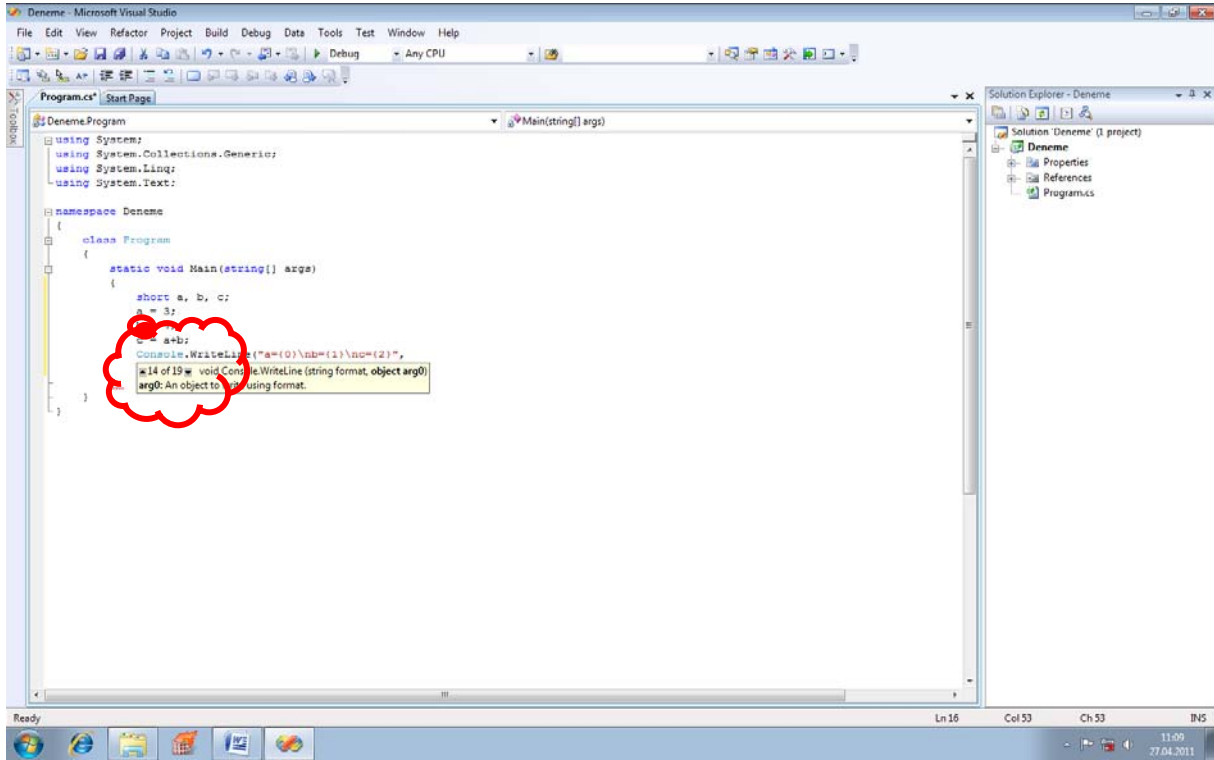 Deneme - Microsoft Visual Studio
File Edit View Refactor Project Build Debug Data Tools Test Window Help
Debug Any CPU
Toolbox
Program.cs* Start Page
Solution Explorer - Deneme
Deneme.Program Main(string[] args)
Solution 'Deneme' (1 project)
Deneme
Properties
References
Program.cs
using System;
using System.Collections.Generic;
using System.Linq;
using System.Text;
namespace Deneme
{
class Program
{
static void Main(string[] args)
{
short a, b, c;
a = 3;
c = a+b;
Console.WriteLine("a={0}\nb={1}\nc={2}",
14 of 19 void Console.WriteLine (string format, object arg0)
arg0: An object to write using format.
}
}
Ready Ln 16 Col 53 Ch 53 INS
11:09
27.04.2011